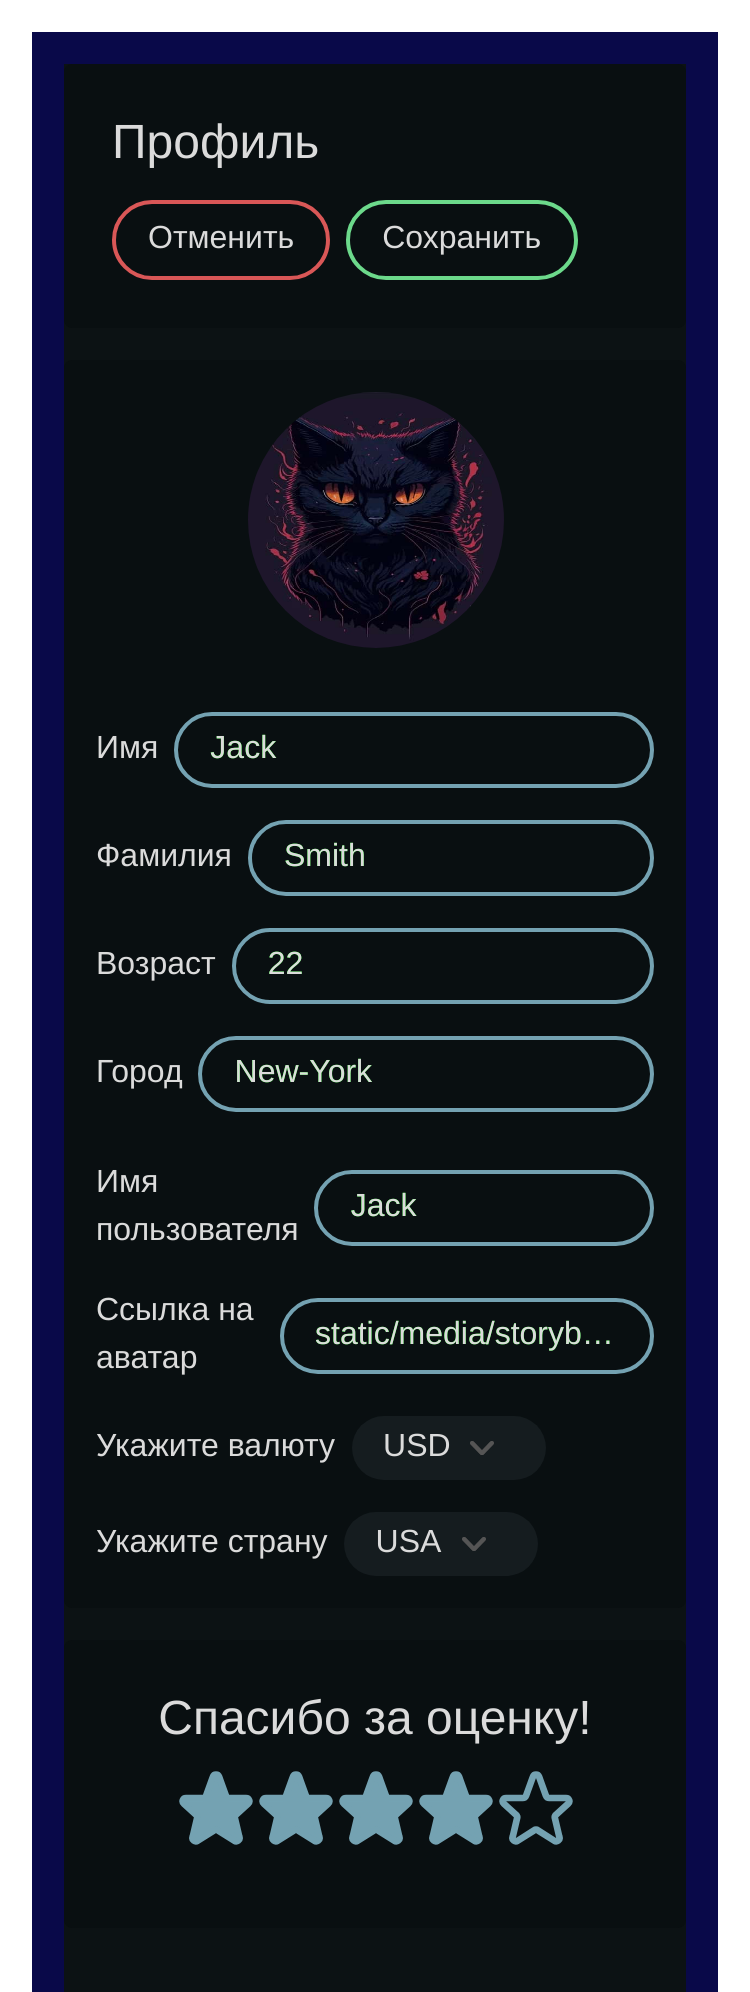 Профиль
Отменить Сохранить
Имя Jack
Фамилия Smith
Возраст 22
Город New-York
Имя
пользователя
Jack
Ссылка на
аватар
static/media/storyb…
Укажите валюту USD
Укажите страну USA
Спасибо за оценку!